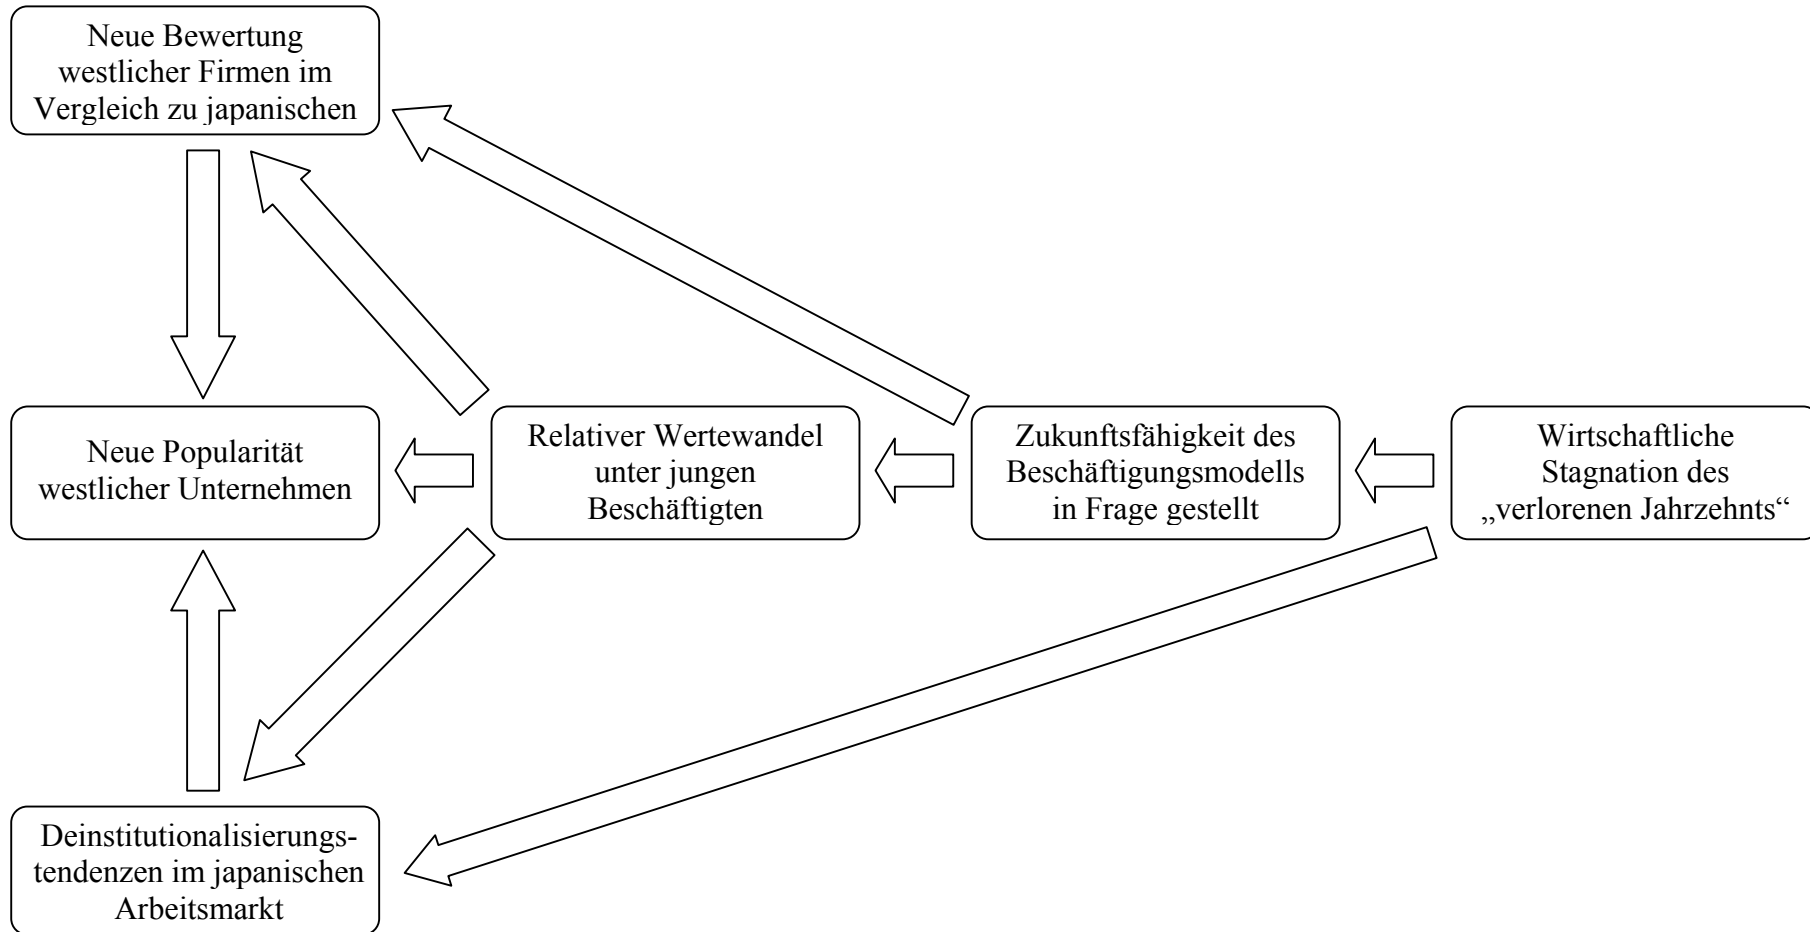 Neue Bewertung
westlicher Firmen im
Vergleich zu japanischen
Neue Popularität
westlicher Unternehmen
Relativer Wertewandel
unter jungen
Beschäftigten
Zukunftsfähigkeit des
Beschäftigungsmodells
in Frage gestellt
Wirtschaftliche
Stagnation des
„verlorenen Jahrzehnts“
Deinstitutionalisierungs-
tendenzen im japanischen
Arbeitsmarkt